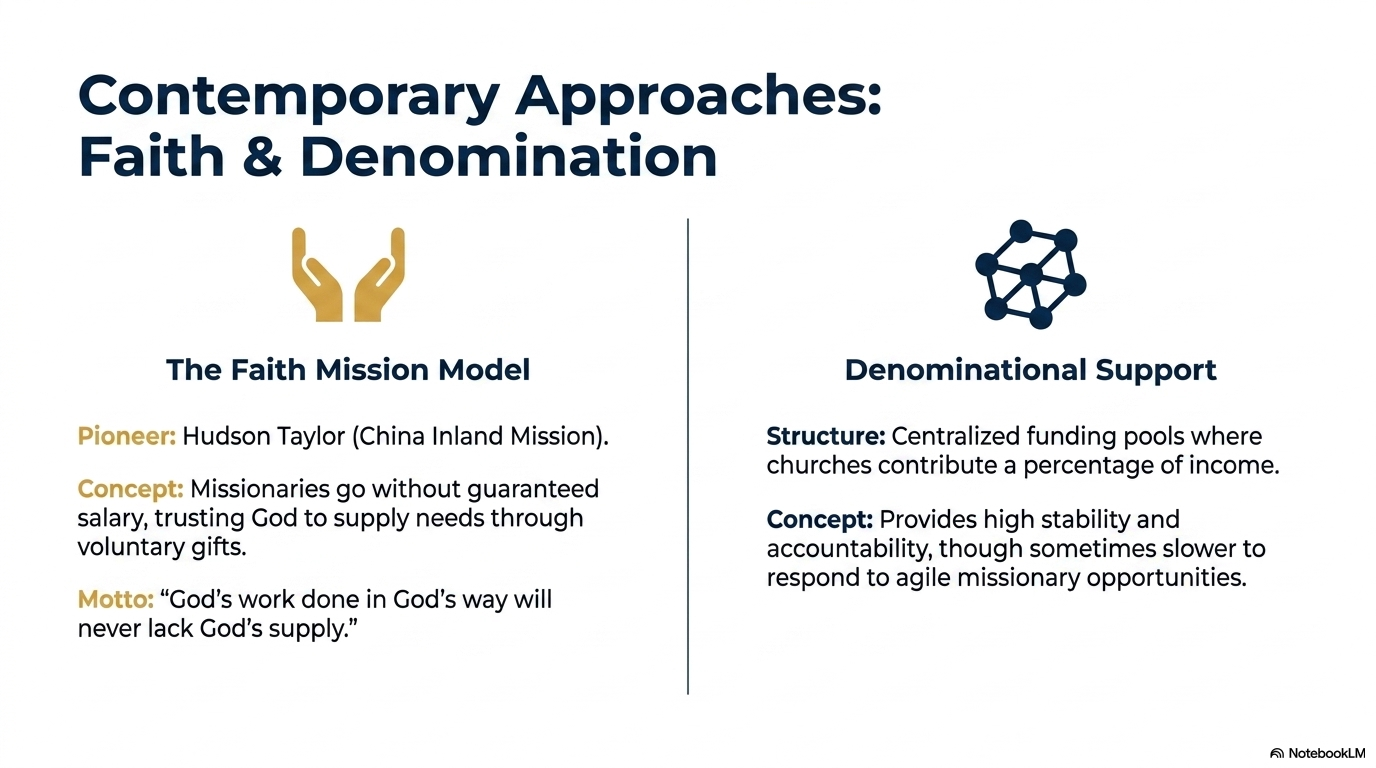 Contemporary Approaches:
Faith & Denomination
The Faith Mission Model
Pioneer: Hudson Taylor (China Inland Mission).
Concept: Missionaries go without guaranteed
salary, trusting God to supply needs through
voluntary gifts.
Motto: “God’s work done in God’s way will
never lack God’s supply.”
Denominational Support
Structure: Centralized funding pools where
churches contribute a percentage of income.
Concept: Provides high stability and
accountability, though sometimes slower to
respond to agile missionary opportunities.
NotebookLM